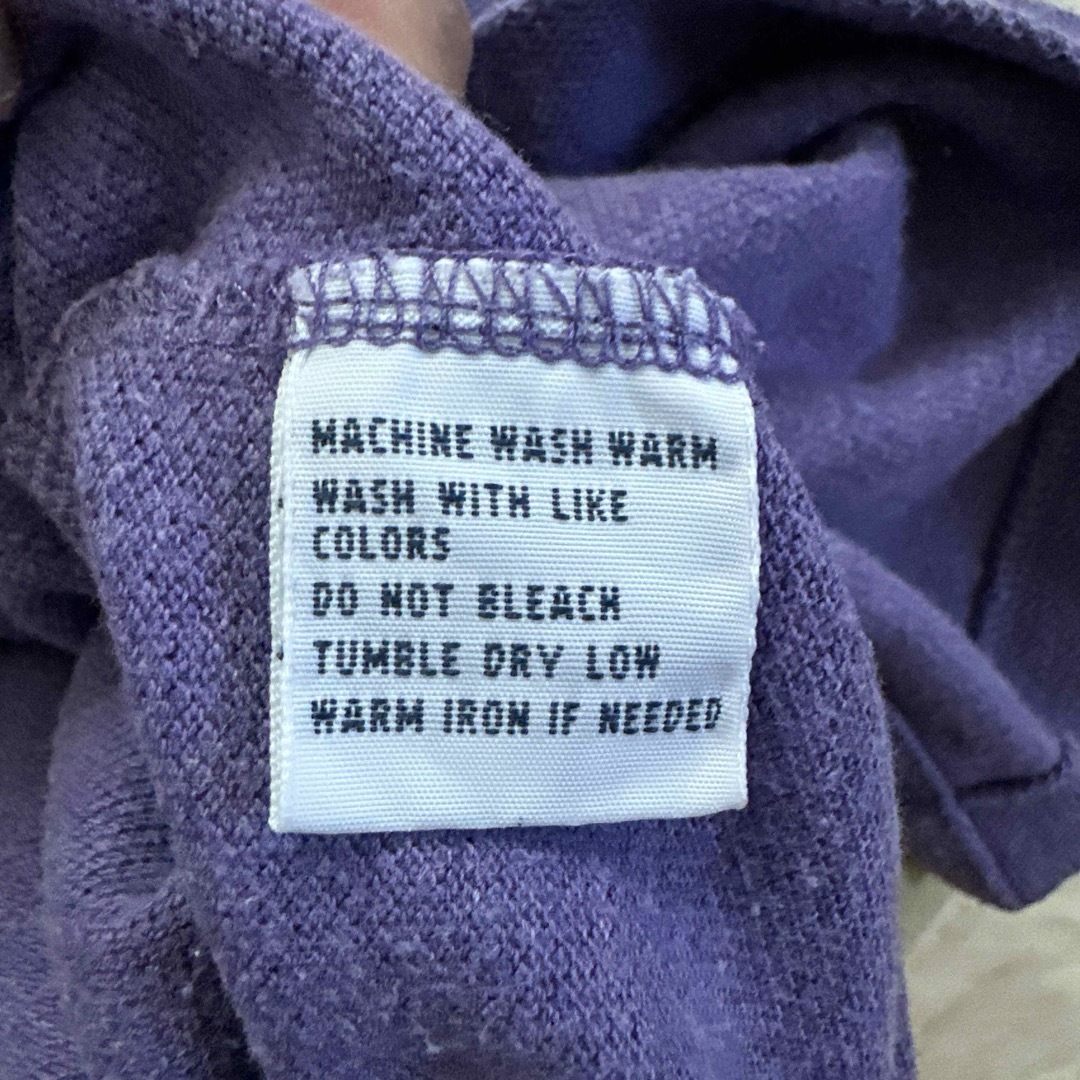 MACHINE WASH WARM
WASH WITH LIKE
COLORS
DO NOT BLEACH
TUMBLE DRY LOW
WARM IRON IF NEEDED